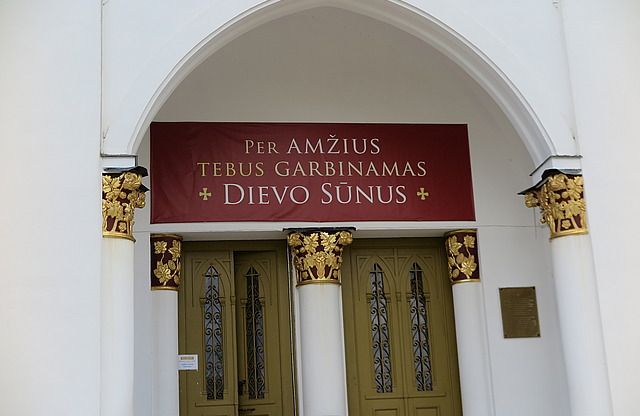 PER AMŽIUS
TEBUS GARBINAMAS
DIEVO SŪNUS